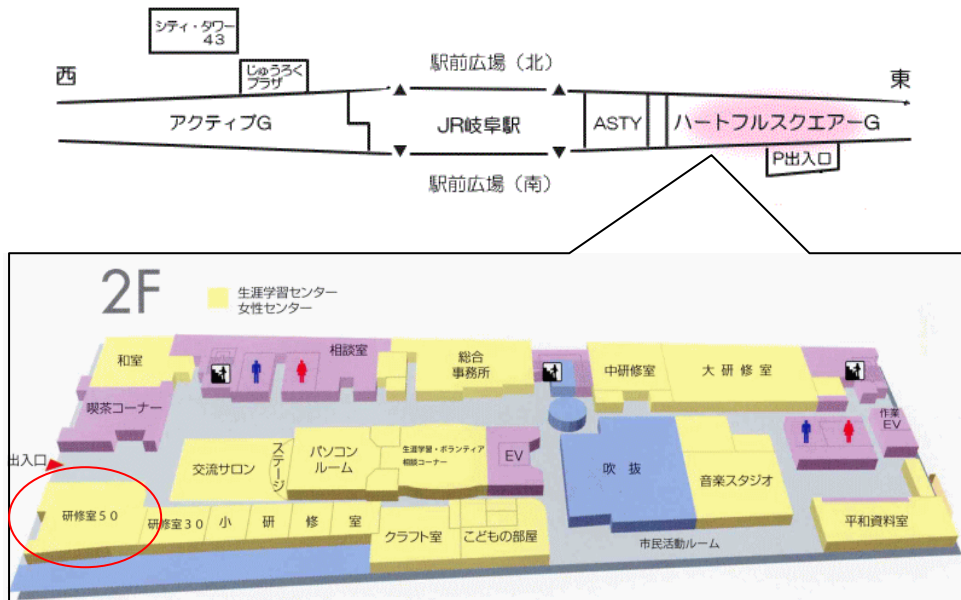 シティ・タワー
43
西
じゅうろく
プラザ
駅前広場（北）
東
アクティブG
JR岐阜駅
ASTY
ハートフルスクエアーG
P出入口
駅前広場（南）
2F
生涯学習センター
女性センター
和室
相談室
総合
事務所
中研修室
大研修室
喫茶コーナー
作業
EV
出入口
交流サロン
ステージ
パソコン
ルーム
生涯学習・ボランティア
相談コーナー
EV
吹抜
音楽スタジオ
研修室50
研修室30
小研修室
クラフト室
こどもの部屋
市民活動ルーム
平和資料室